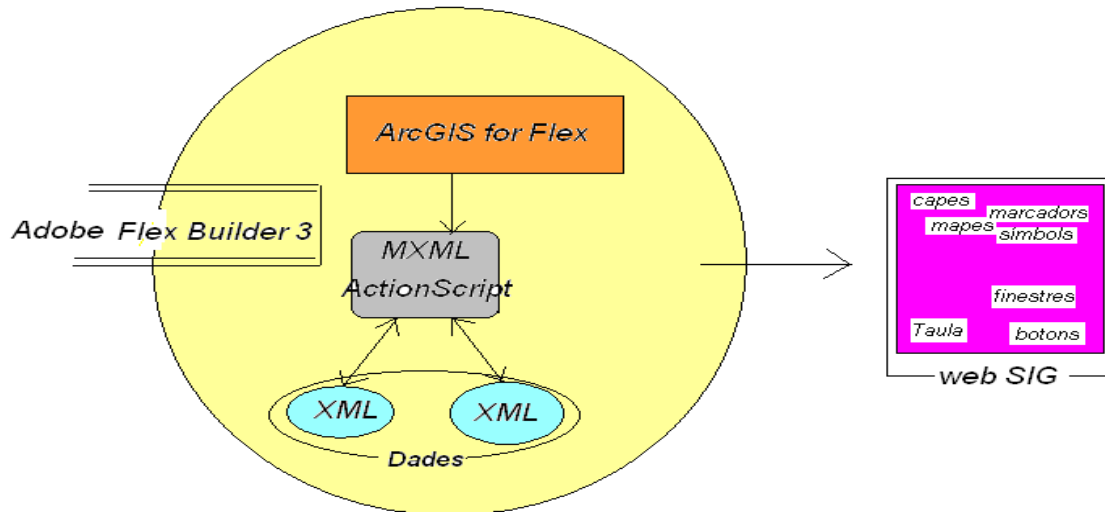 ArcGIS for Flex
Adobe Flex Builder 3
MXML
ActionScript
XML
XML
Dades
capes
marcadors
mapes
símbols
finestres
Taula
botons
web SIG